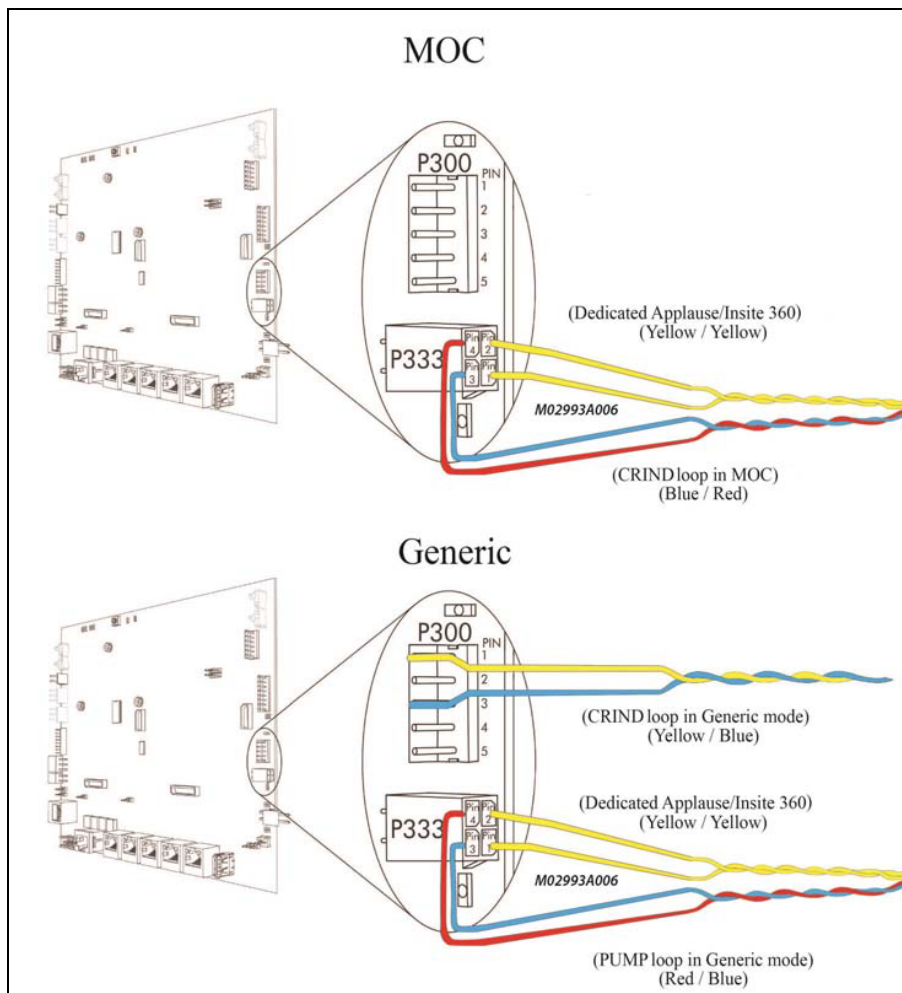 MOC
P300
PIN
1
2
3
4
5
P333
Pin 4
Pin 2
Pin 3
Pin 1
(Dedicated Applause/Insite 360)
(Yellow / Yellow)
M02993A006
(CRIND loop in MOC)
(Blue / Red)
Generic
P300
PIN
1
2
3
4
5
(CRIND loop in Generic mode)
(Yellow / Blue)
P333
Pin 4
Pin 2
Pin 3
Pin 1
(Dedicated Applause/Insite 360)
(Yellow / Yellow)
M02993A006
(PUMP loop in Generic mode)
(Red / Blue)